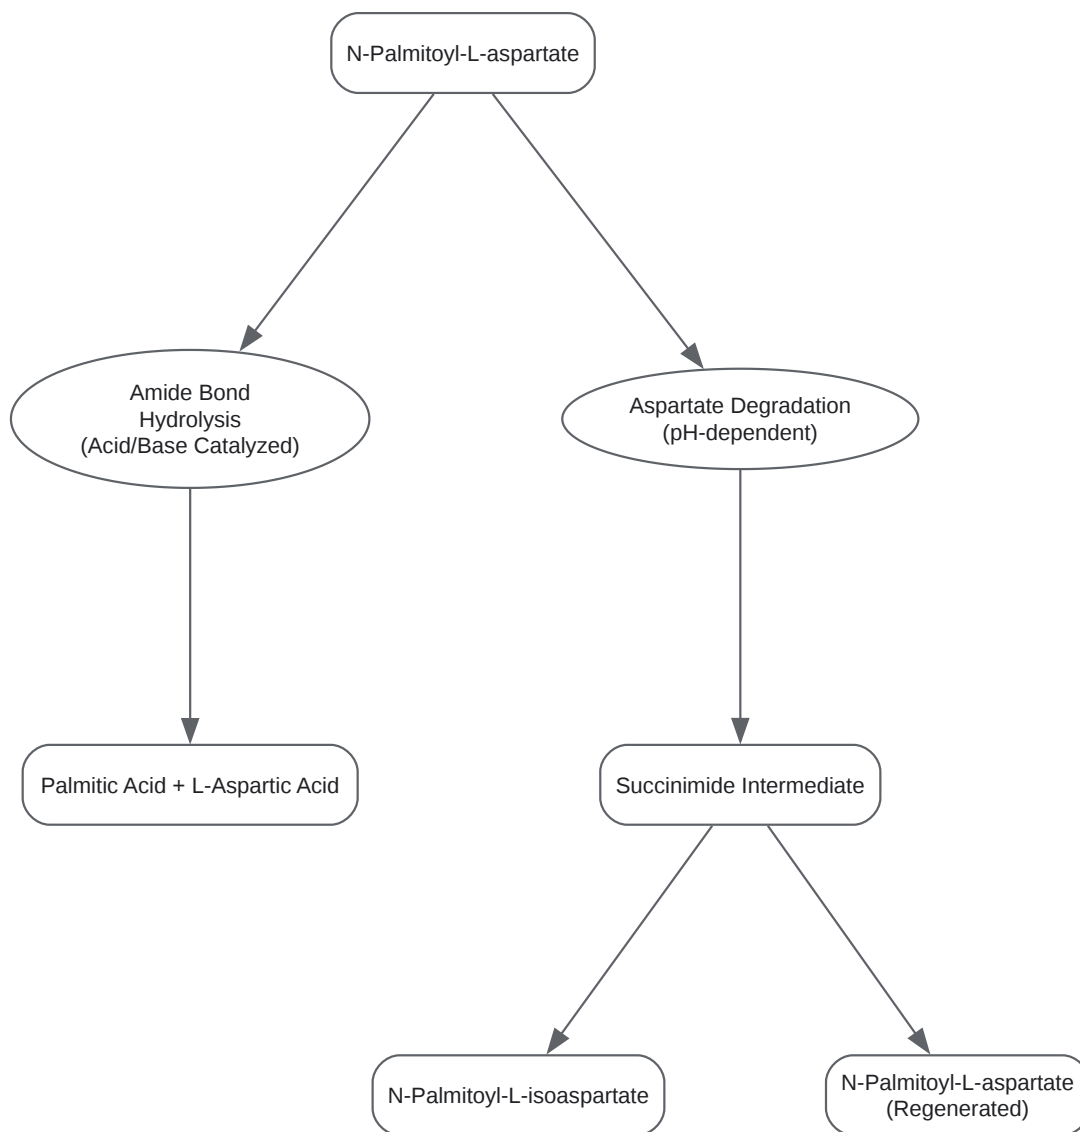 N-Palmitoyl-L-aspartate
Amide Bond
Hydrolysis
(Acid/Base Catalyzed)
Aspartate Degradation
(pH-dependent)
Palmitic Acid + L-Aspartic Acid
Succinimide Intermediate
N-Palmitoyl-L-isoaspartate
N-Palmitoyl-L-aspartate
(Regenerated)